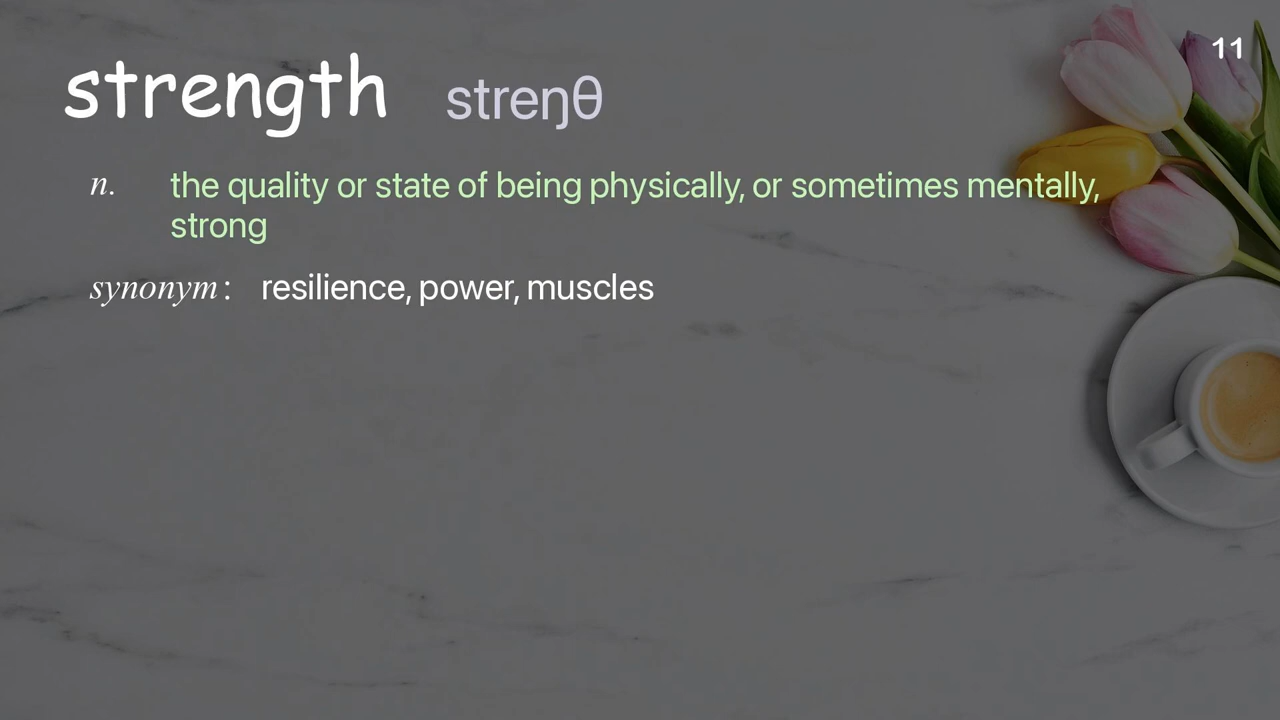 11
strength streŋθ
n. the quality or state of being physically, or sometimes mentally,
strong
synonym: resilience, power, muscles